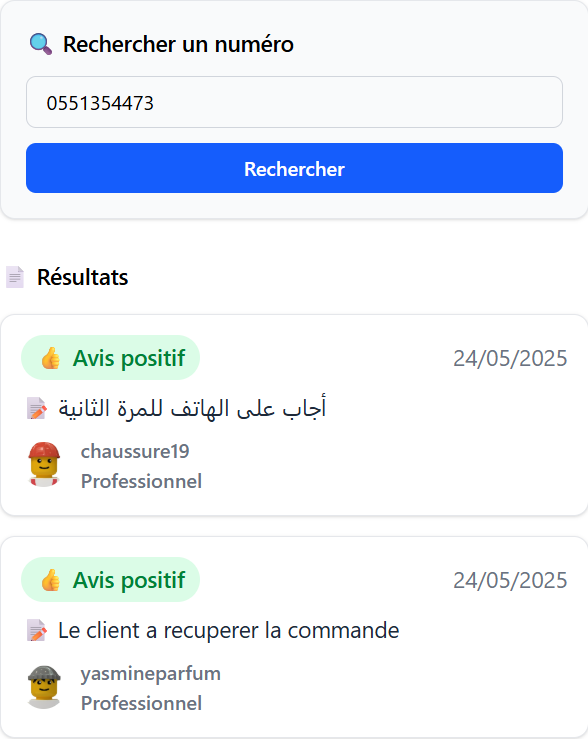 Rechercher un numéro
0551354473
Rechercher
Résultats
Avis positif 24/05/2025
أجاب على الهاتف للمرة الثانية
chaussure19
Professionnel
Avis positif 24/05/2025
Le client a recuperer la commande
yasmineparfum
Professionnel